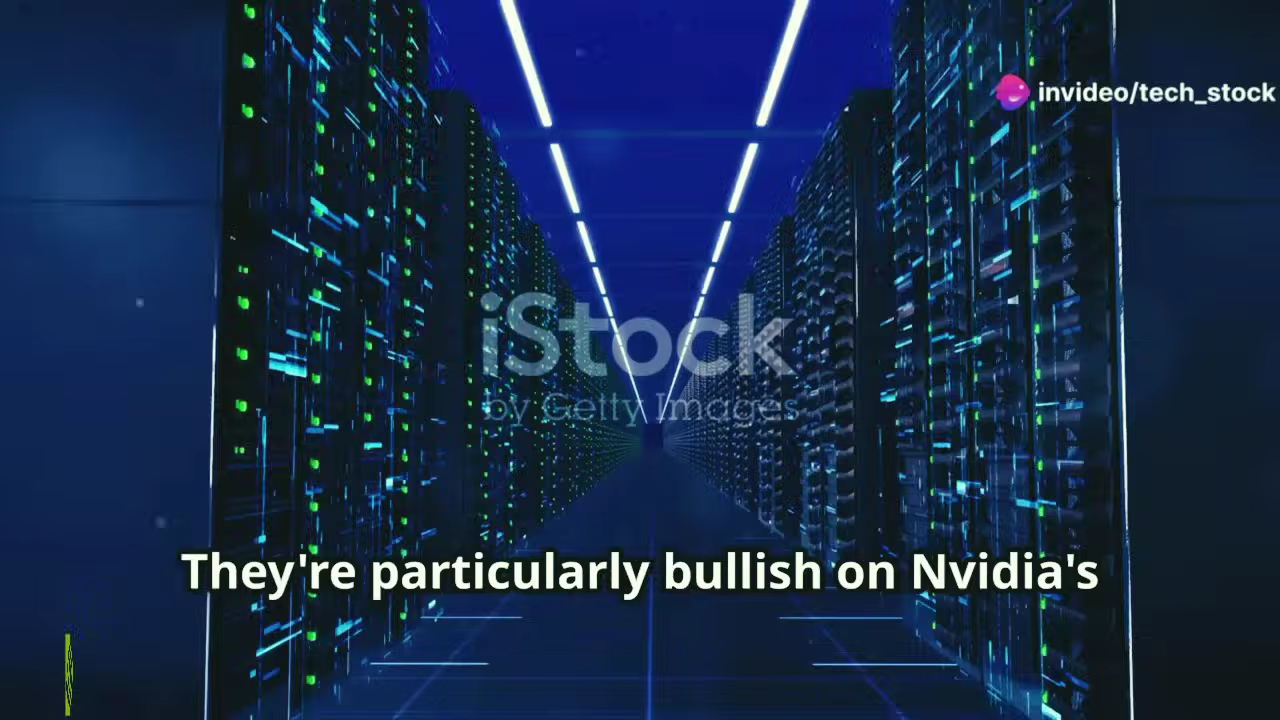 invideo/tech_stock
iStock
by Getty Images
They're particularly bullish on Nvidia's